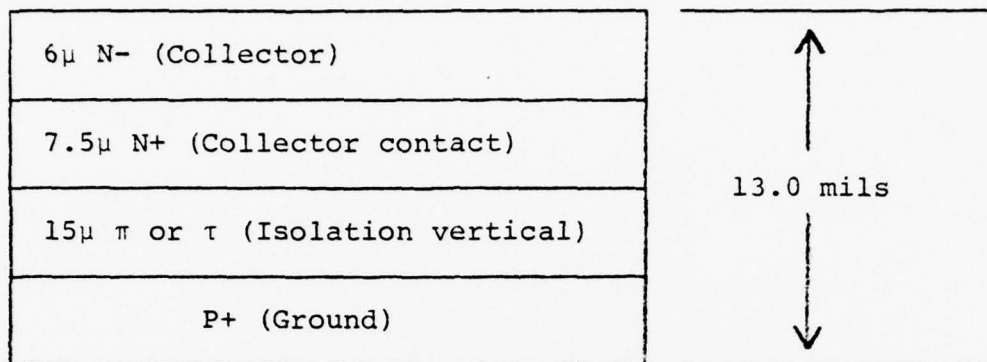 6μ N- (Collector)
7.5μ N+ (Collector contact)
15μ π or τ (Isolation vertical)
P+ (Ground)
13.0 mils